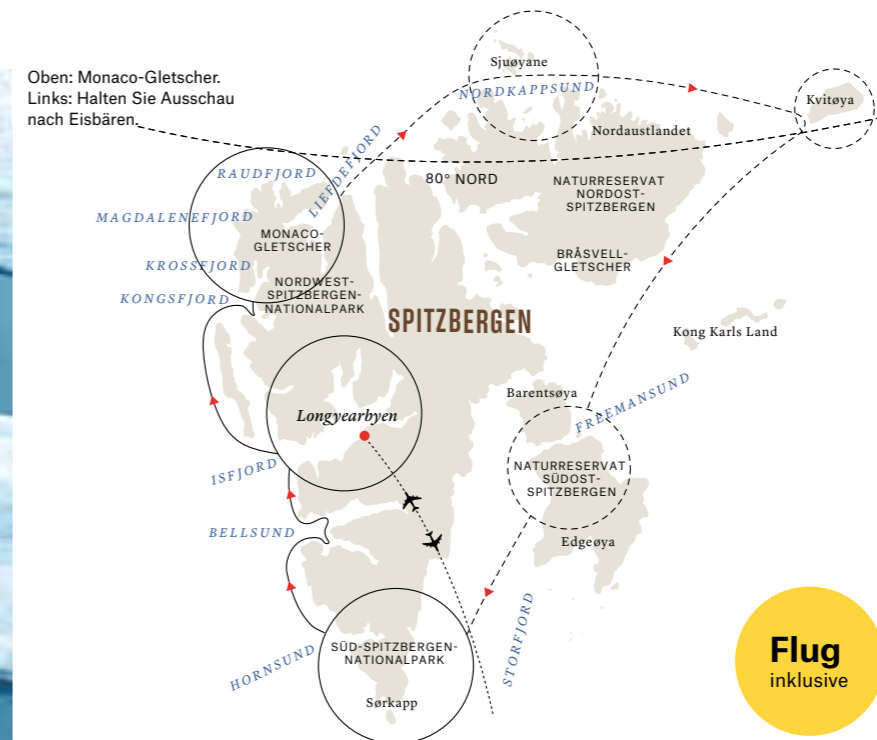 Oben: Monaco-Gletscher.
Links: Halten Sie Ausschau
nach Eisbären.
Sjuøyane
NORDKAPPSUND
Kvitøya
Nordaustlandet
RAUDFJORD
LIEFDEFJORD
80° NORD
NATURRESERVAT
NORDOST-
SPITZBERGEN
MAGDALENEFJORD
MONACO-
GLETSCHER
BRÅSVELL-
GLETSCHER
KROSSFJORD
KONGSFJORD
NORDWEST-
SPITZBERGEN-
NATIONALPARK
SPITZBERGEN
Kong Karls Land
Barentsøya
FREEMANSUND
Longyearbyen
ISFJORD
NATURRESERVAT
SÜDOST-
SPITZBERGEN
BELLSUND
Edgeøya
STORFJORD
HORNSUND
SÜD-SPITZBERGEN-
NATIONALPARK
Sørkapp
Flug
inklusive